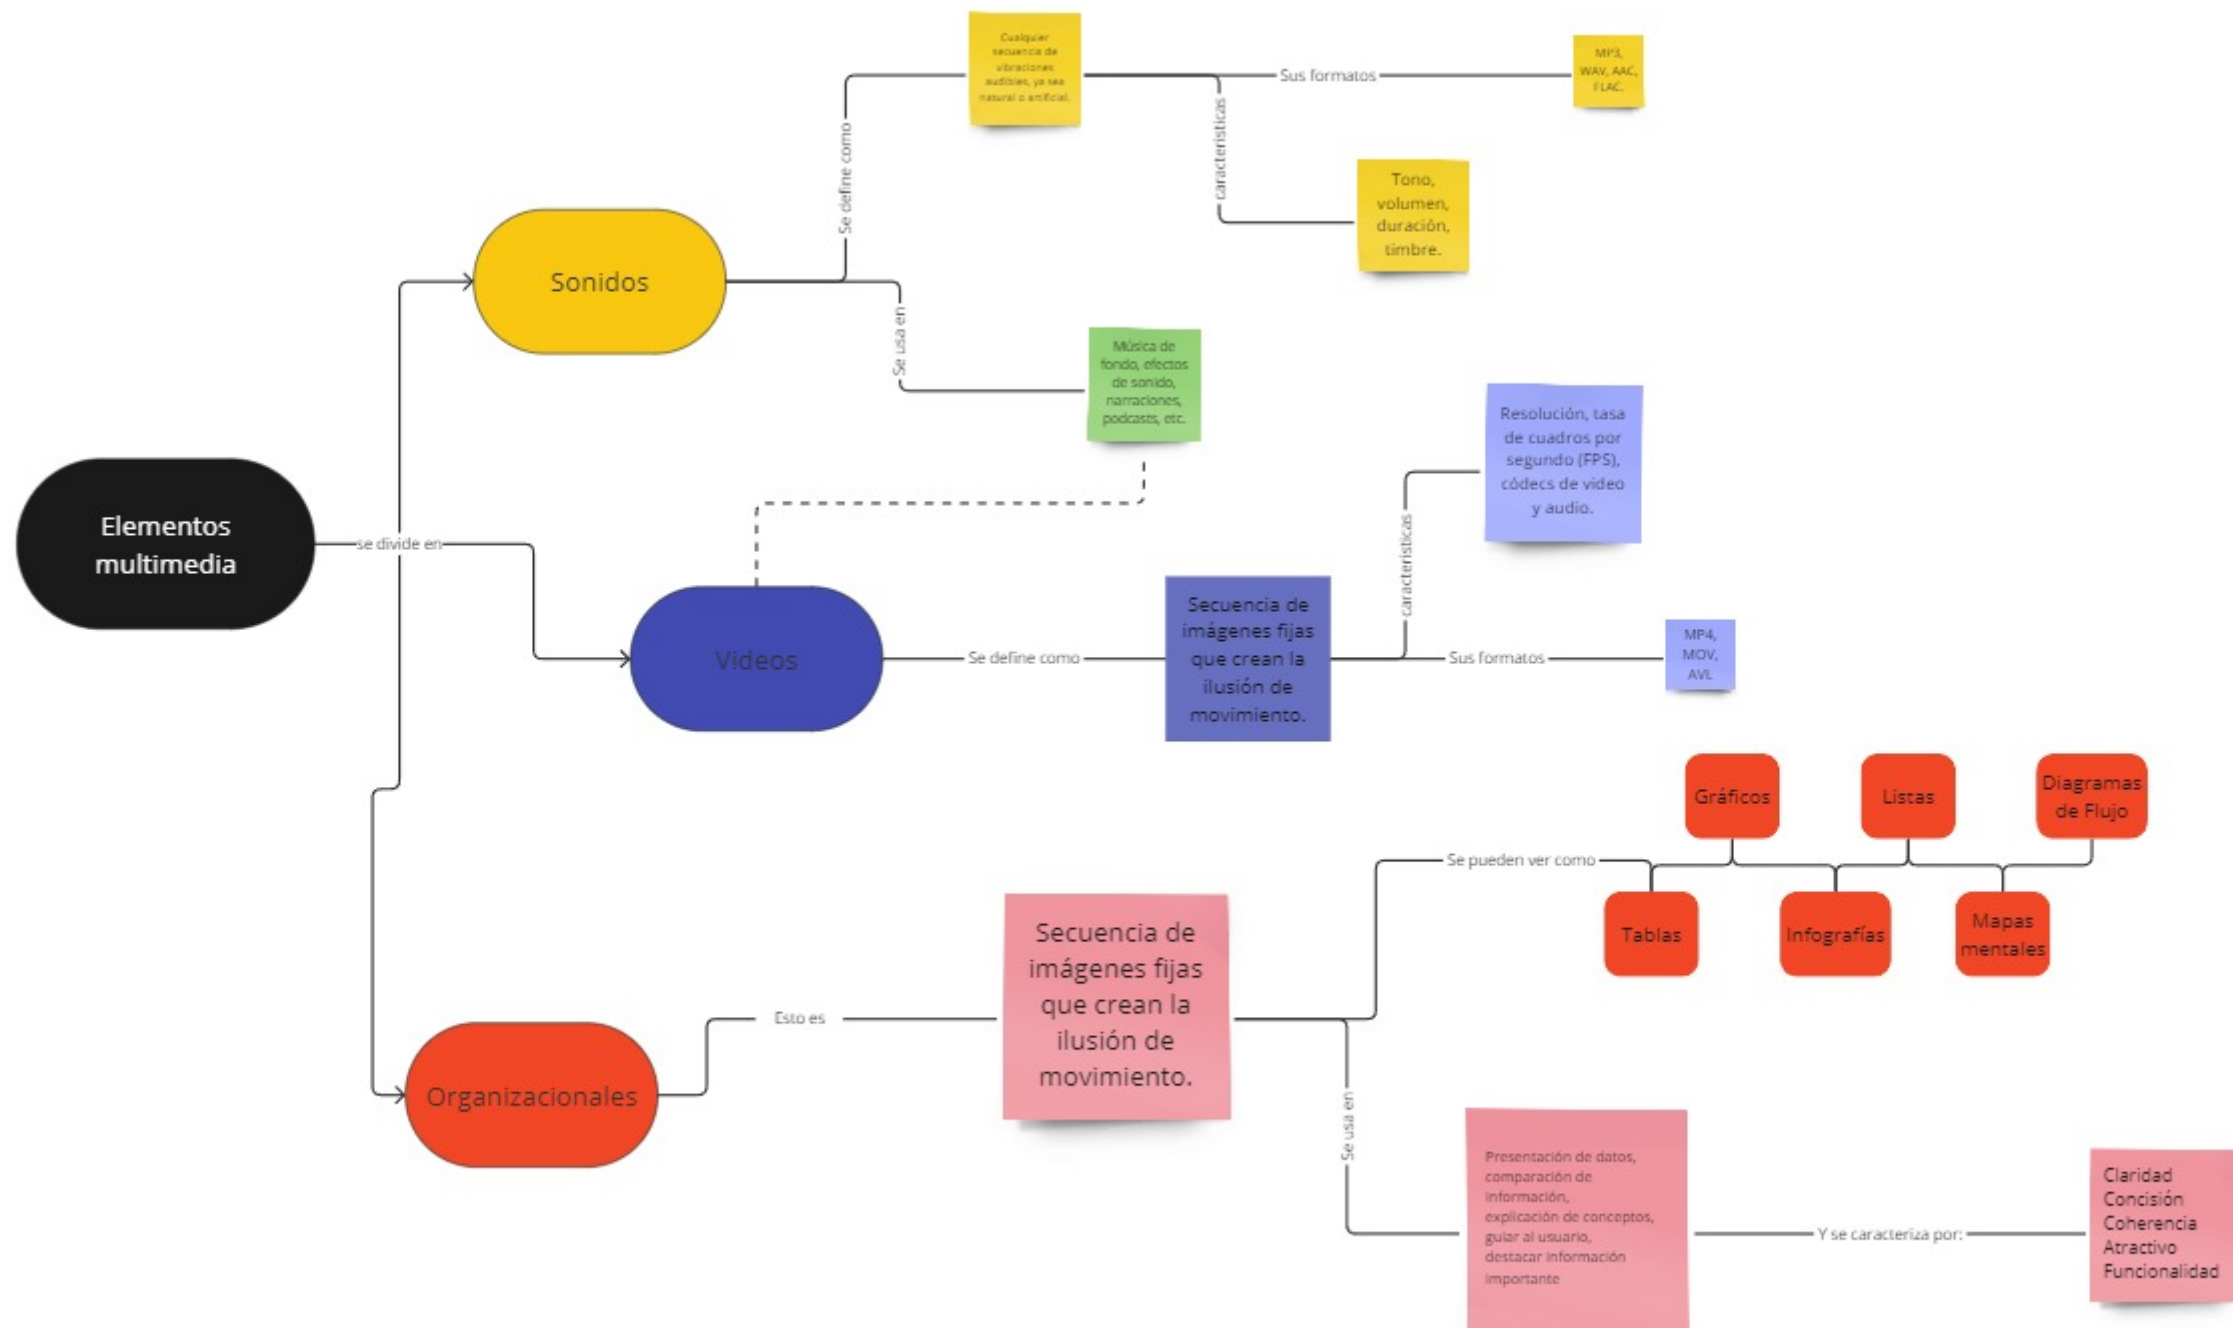 Elementos
multimedia
se divide en
Sonidos
Se define como
Cualquier
secuencia de
vibraciones
audibles, ya sea
natural o artificial.
Sus formatos
MP3,
WAV, AAC,
FLAC.
características
Tono,
volumen,
duración,
timbre.
Se usa en
Música de
fondo, efectos
de sonido,
narraciones,
podcasts, etc.
Videos
Se define como
Secuencia de
imágenes fijas
que crean la
ilusión de
movimiento.
características
Resolución, tasa
de cuadros por
segundo (FPS),
códecs de video
y audio.
Sus formatos
MP4,
MOV,
AVI.
Organizacionales
Esto es
Secuencia de
imágenes fijas
que crean la
ilusión de
movimiento.
Se pueden ver como
Gráficos
Listas
Diagramas
de Flujo
Tablas
Infografías
Mapas
mentales
Se usa en
Presentación de datos,
comparación de
información,
explicación de conceptos,
guiar al usuario,
destacar información
importante
Y se caracteriza por:
Claridad
Concisión
Coherencia
Atractivo
Funcionalidad